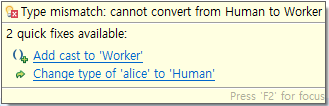 Type mismatch: cannot convert from Human to Worker
2 quick fixes available:
Add cast to 'Worker'
Change type of 'alice' to 'Human'
Press 'F2' for focus